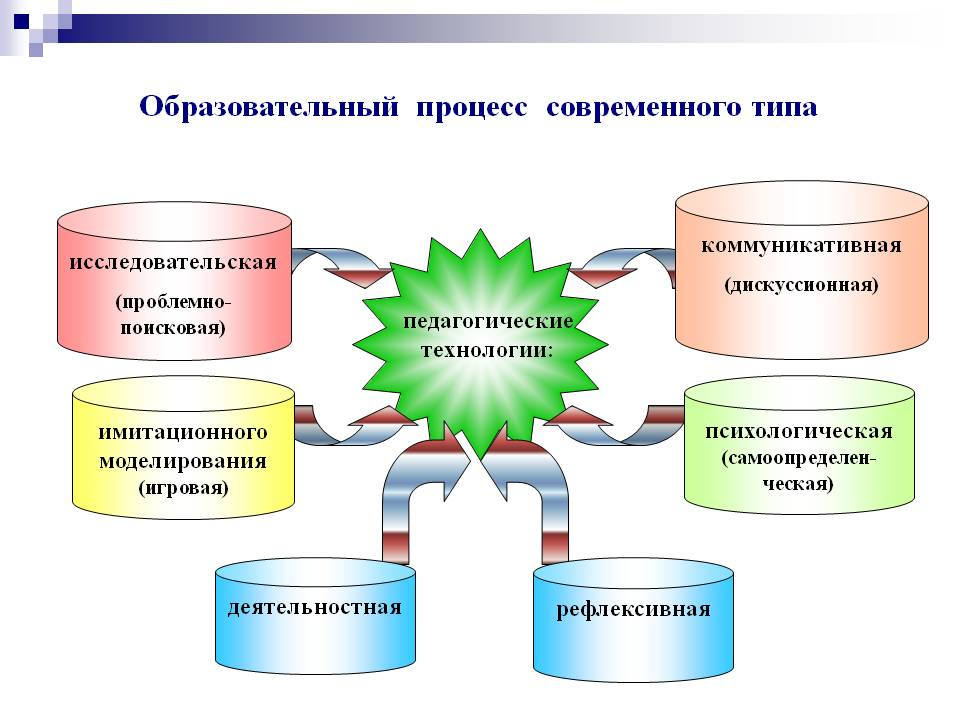 Образовательный процесс современного типа
исследовательская
(проблемно-
поисковая)
коммуникативная
(дискуссионная)
педагогические
технологии:
имитационного
моделирования
(игровая)
психологическая
(самоопределен-
ческая)
деятельностная
рефлексивная